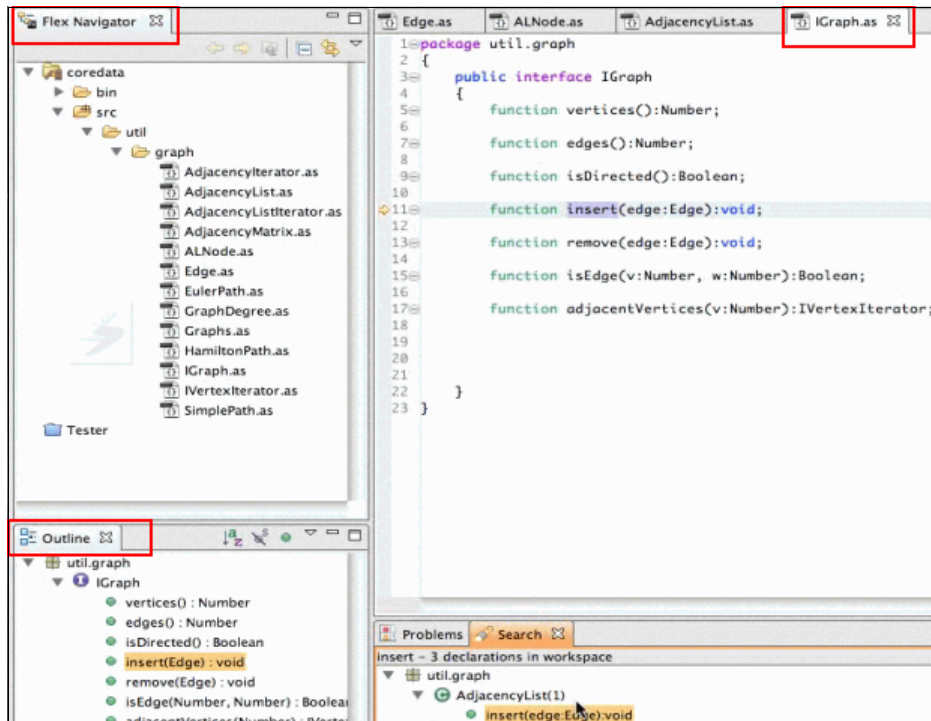 Flex Navigator
coredata
bin
src
util
graph
AdjacencyIterator.as
AdjacencyList.as
AdjacencyListIterator.as
AdjacencyMatrix.as
ALNode.as
Edge.as
EulerPath.as
GraphDegree.as
Graphs.as
HamiltonPath.as
IGraph.as
IVertexIterator.as
SimplePath.as
Tester
Edge.as ALNode.as AdjacencyList.as IGraph.as
1 package util.graph
2 {
3 public interface IGraph
4 {
5 function vertices():Number;
6
7 function edges():Number;
8
9 function isDirected():Boolean;
10
11 function insert(edge:Edge):void;
12
13 function remove(edge:Edge):void;
14
15 function isEdge(v:Number, w:Number):Boolean;
16
17 function adjacentVertices(v:Number):IVertexIterator;
18
19
20
21
22 }
23 }
Outline
util.graph
IGraph
vertices() : Number
edges() : Number
isDirected() : Boolean
insert(Edge) : void
remove(Edge) : void
isEdge(Number, Number) : Boolea
adjacentVertices(Number) : IVerte
Problems Search
insert - 3 declarations in workspace
util.graph
AdjacencyList(1)
insert(edge:Edge):void